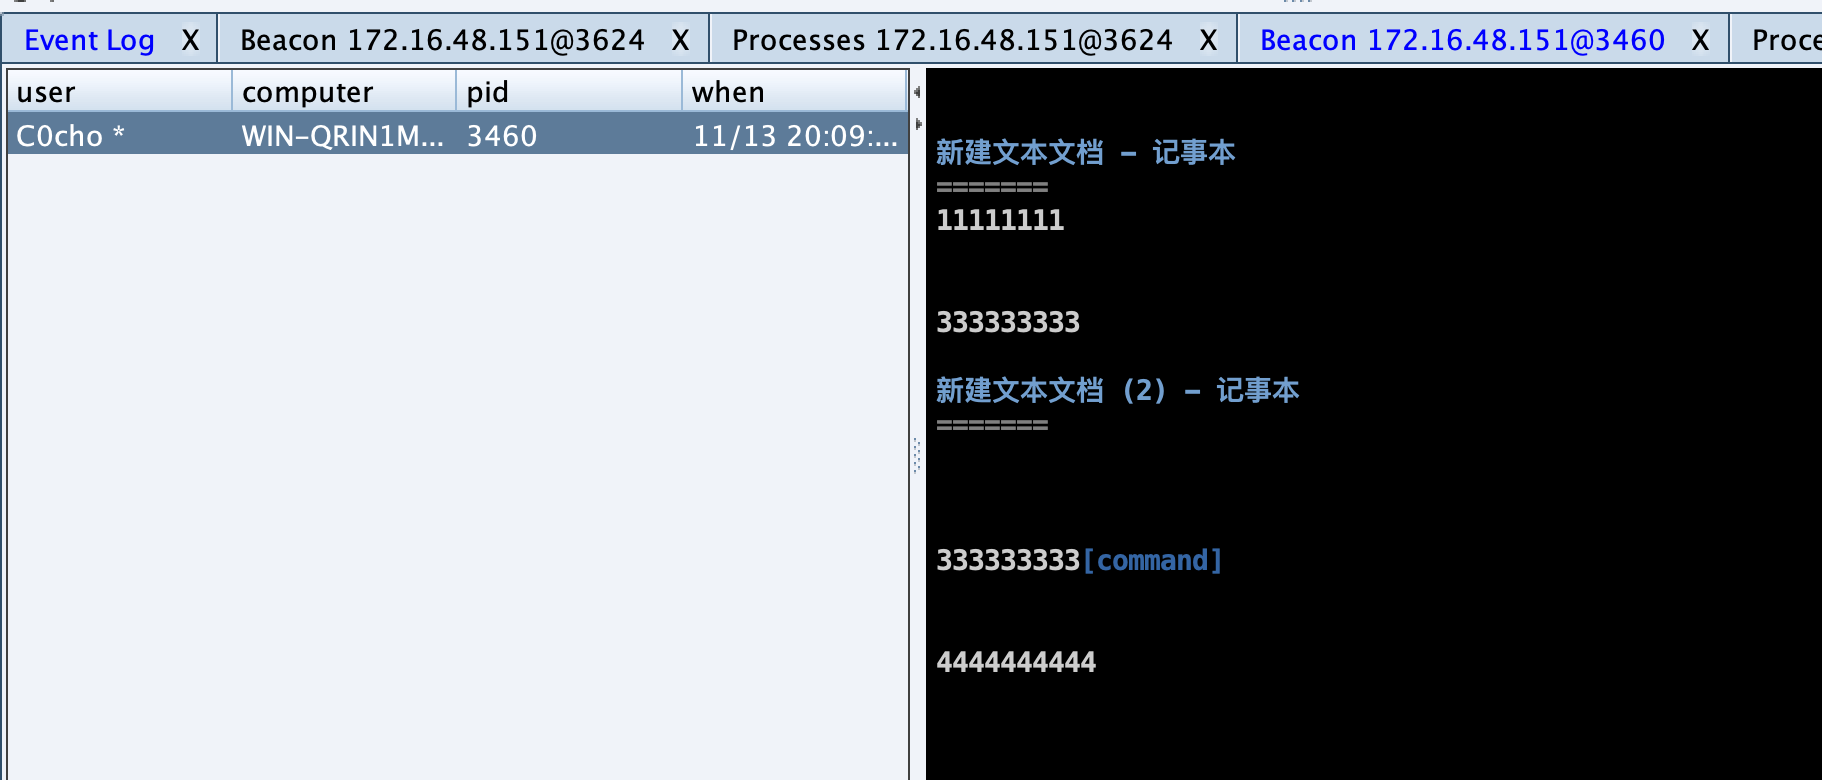 Event Log X Beacon 172.16.48.151@3624 X Processes 172.16.48.151@3624 X Beacon 172.16.48.151@3460 X Proce
user computer pid when
C0cho * WIN-QRIN1M... 3460 11/13 20:09:...
新建文本文档 - 记事本
=======
11111111
333333333
新建文本文档 (2) - 记事本
=======
333333333[command]
4444444444